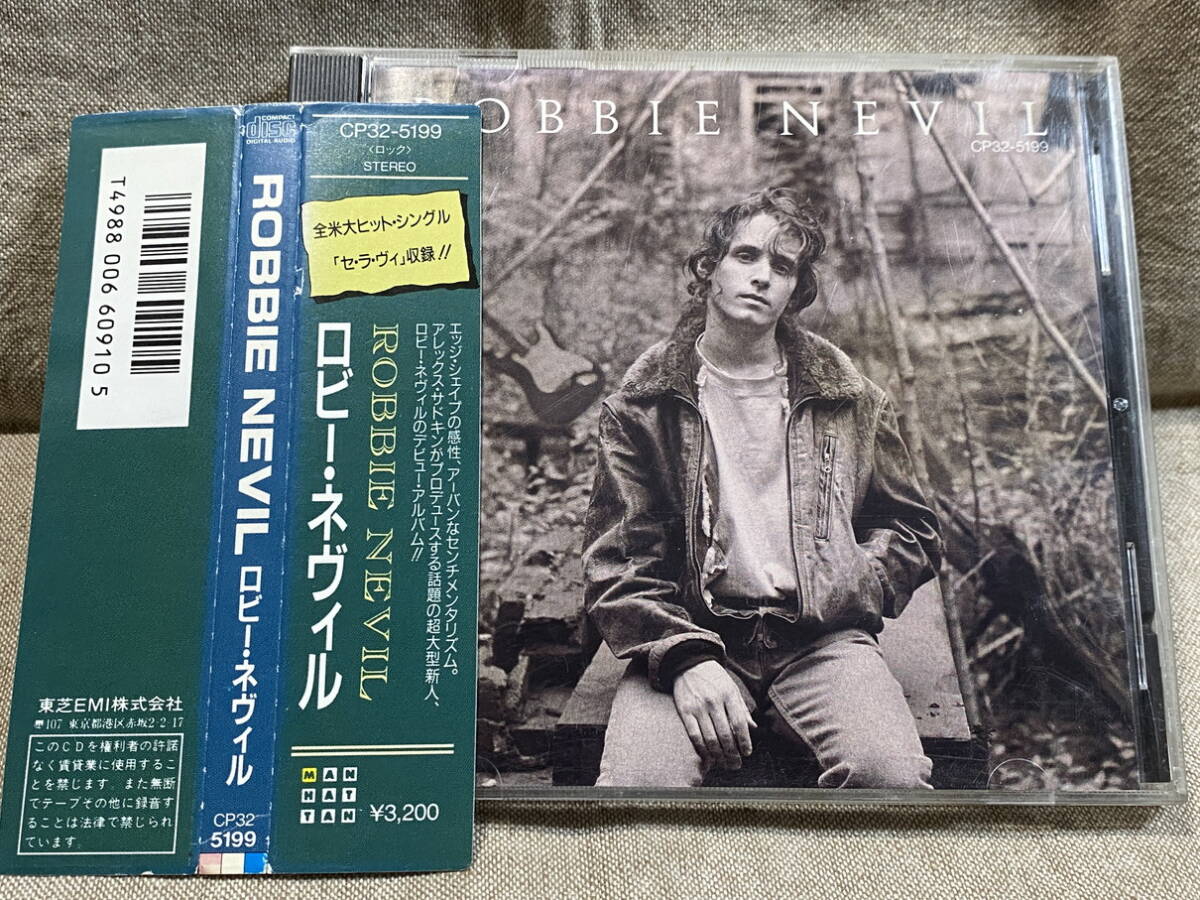 T4988 006 60910 5
東芝EMI株式会社
〠107 東京都港区赤坂2-2-17
このCDを権利者の許諾
なく賃貸業に使用するこ
とを禁じます。また無断
でテープその他に録音す
ることは法律で禁じられ
ています。
COMPACT
disc
DIGITAL AUDIO
ROBBIE NEVIL ロビー・ネヴィル
CP32
5199
CP32-5199
〈ロック〉
STEREO
全米大ヒット・シングル
「セ・ラ・ヴィ」収録!!
エッジ・シェイプの感性、アーバンなセンチメンタリズム。
アレックス・サドキンがプロデュースする話題の超大型新人、
ロビー・ネヴィルのデビュー・アルバム!!
ROBBIE NEVIL
ロビー・ネヴィル
MAN
HAT
TAN
¥3,200
ROBBIE NEVIL
CP32-5199